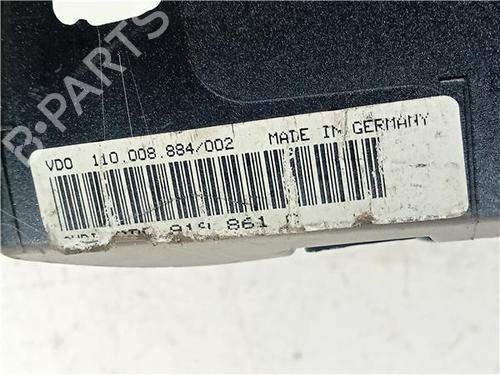 B-PARTS
VDO 110.008.884/002 MADE IN GERMANY
861